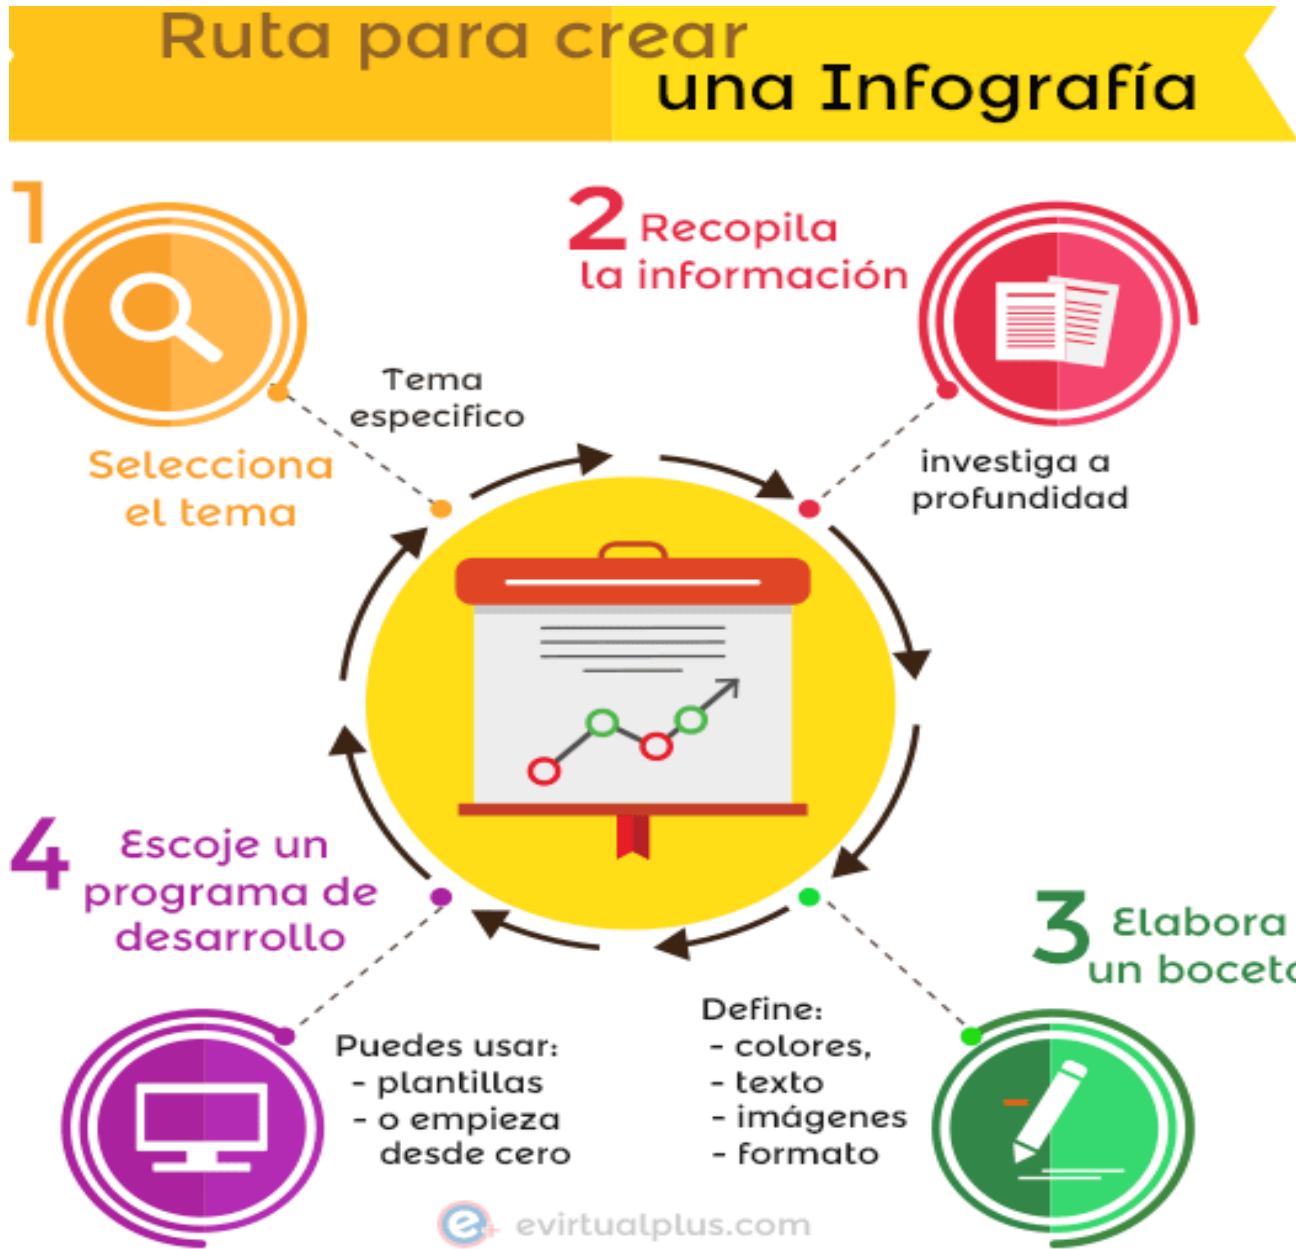 Ruta para crear
una Infografía
1
Selecciona
el tema
Tema
especifico
2 Recopila
la información
investiga a
profundidad
3 Elabora
un boceto
Define:
- colores,
- texto
- imágenes
- formato
4 Escoje un
programa de
desarrollo
Puedes usar:
- plantillas
- o empieza
desde cero
e+ evirtualplus.com